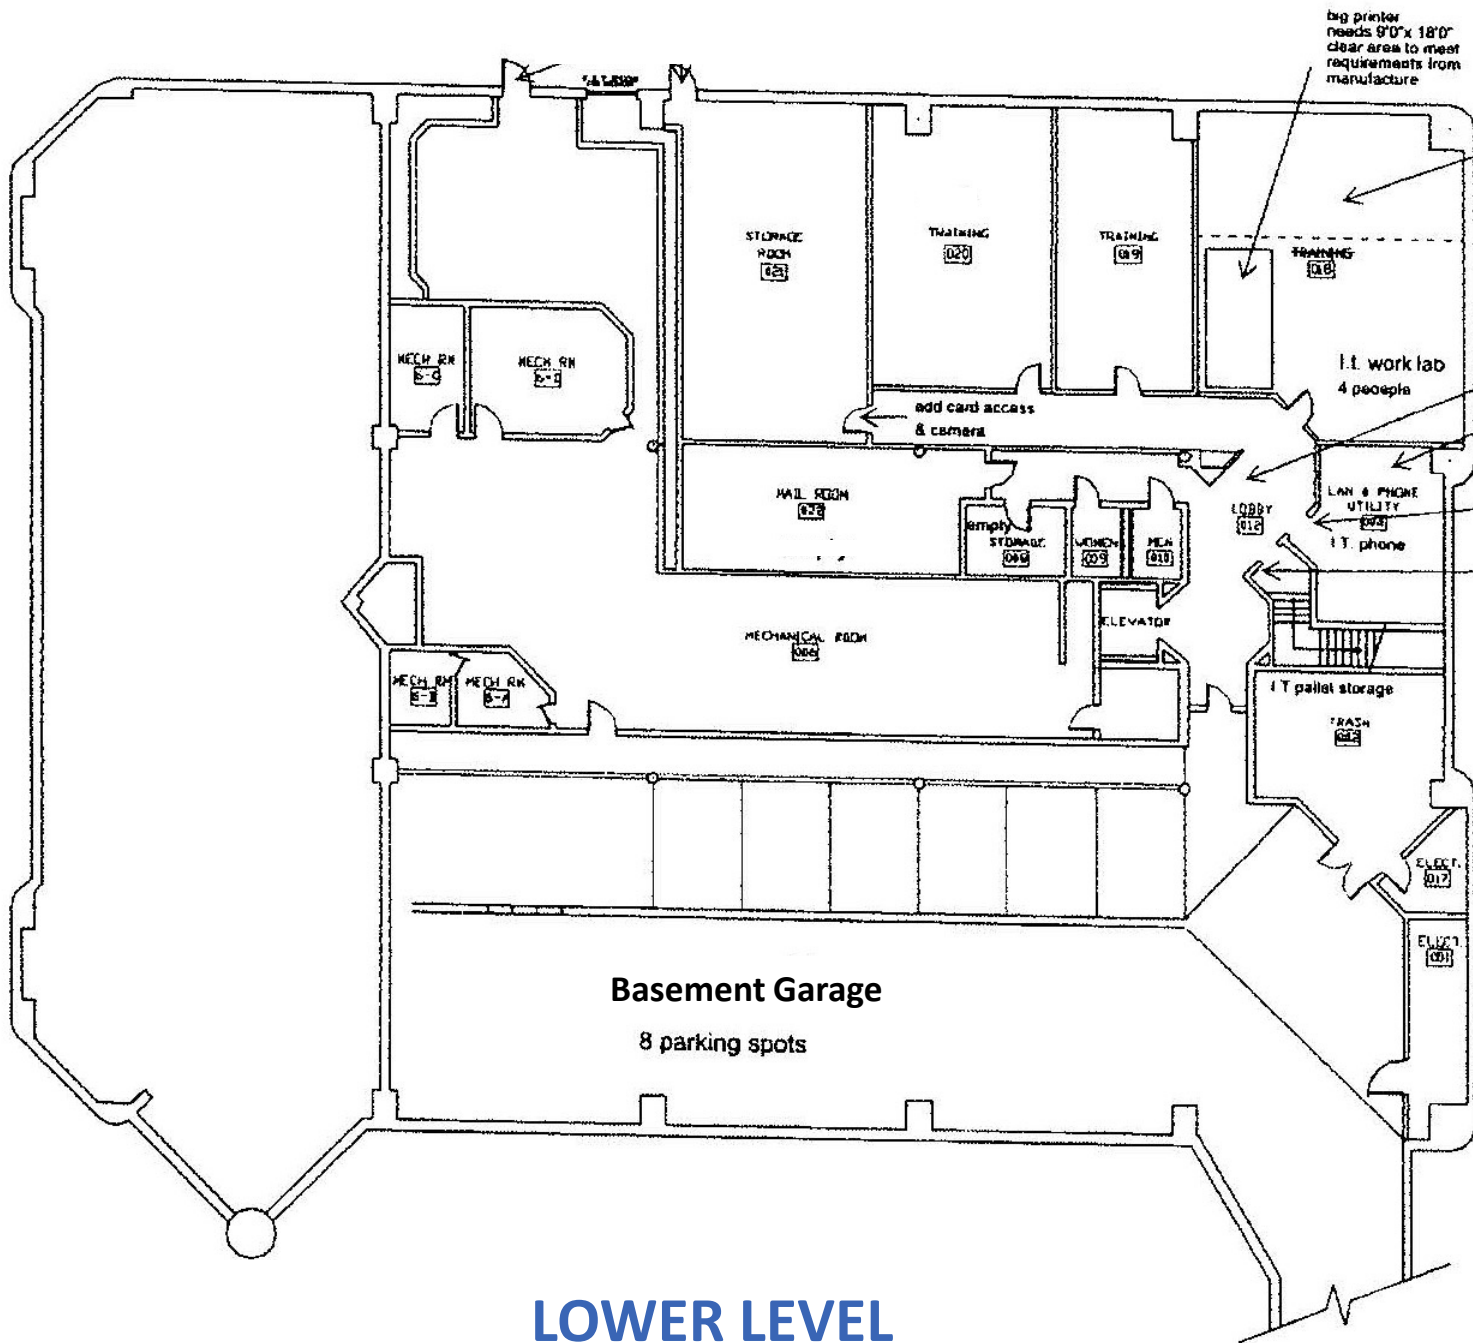 big printer
needs 9'0"x 18'0"
clear area to meet
requirements from
manufacture
STORAGE
ROOM
021
TRAINING
020
TRAINING
019
TRAINING
018
I.t. work lab
4 peoeple
MECH RM
MECH RM
add card access
& camera
MAIL ROOM
022
empty
STORAGE
WOMEN
009
MEN
010
LOBBY
012
LAN & PHONE
UTILITY
I.T. phone
ELEVATOR
MECHANICAL ROOM
006
MECH RM
MECH RM
B-A
I T pallet storage
TRASH
ELECT.
017
ELECT.
001
Basement Garage
8 parking spots
LOWER LEVEL